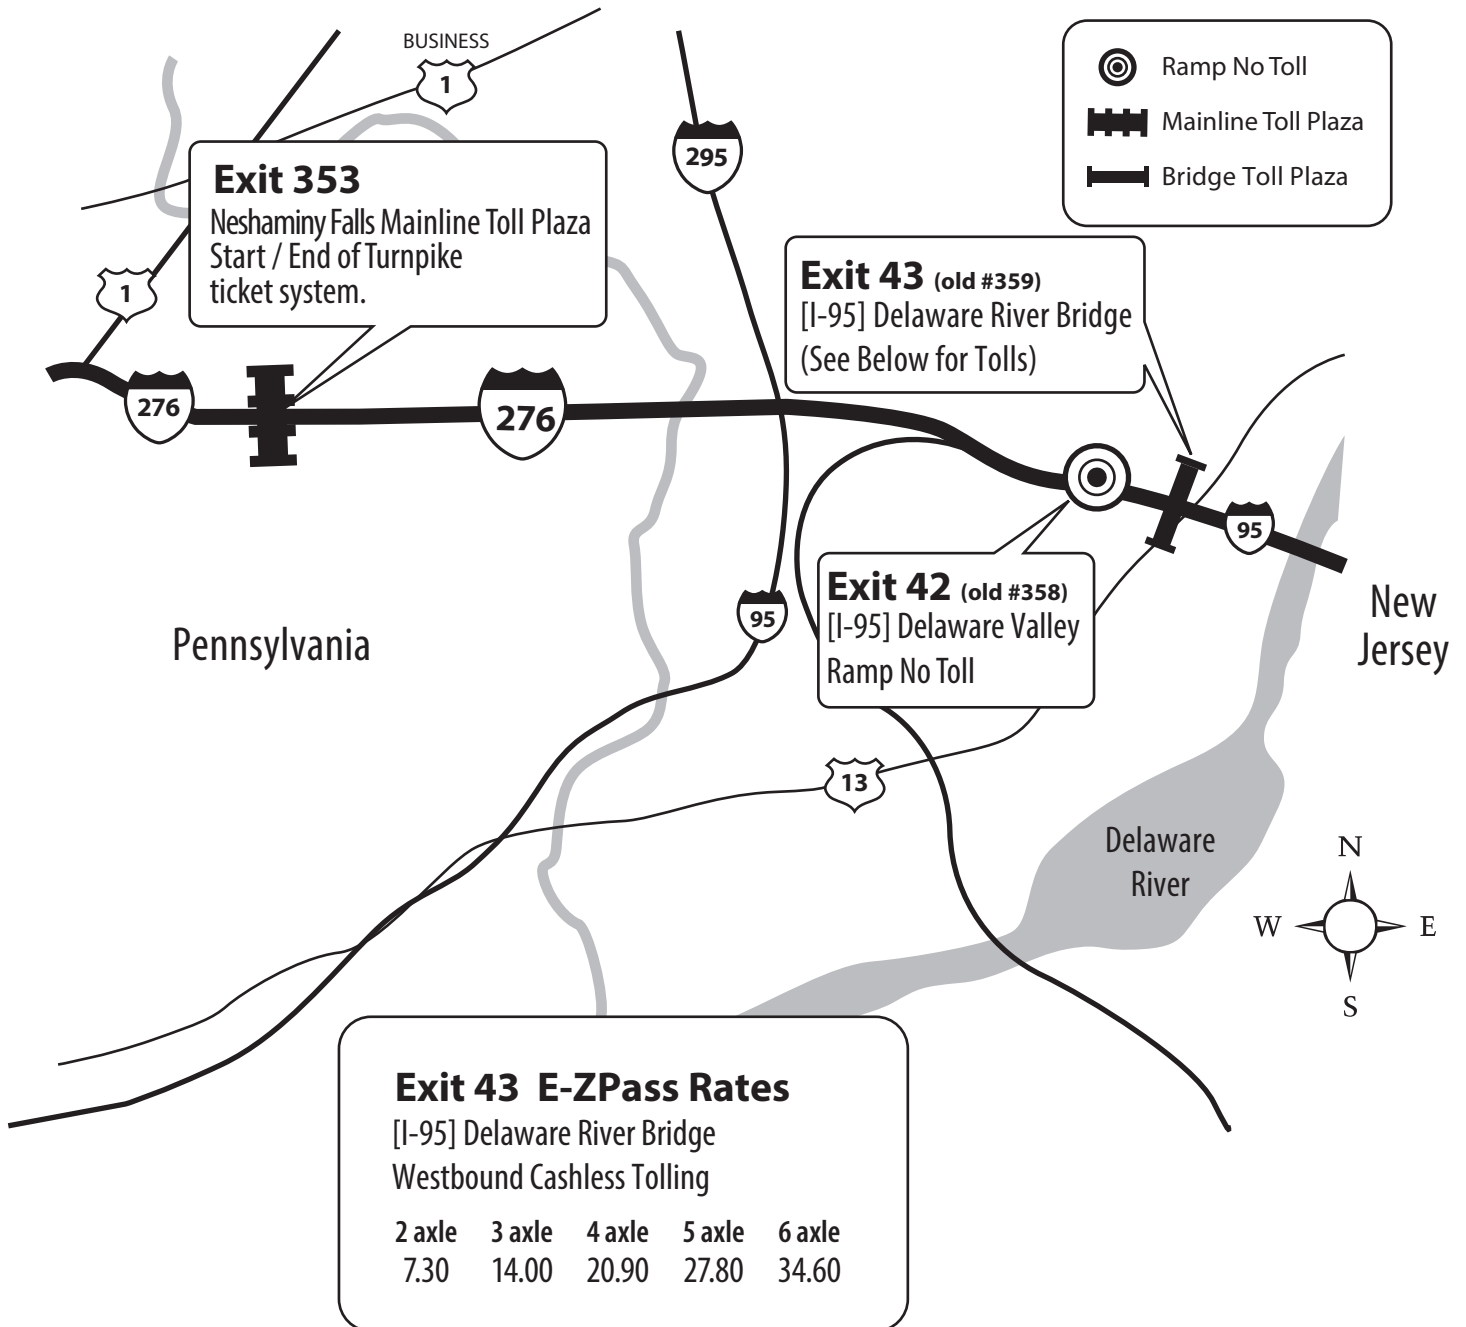 BUSINESS
1
295
Ramp No Toll
Mainline Toll Plaza
Bridge Toll Plaza
Exit 353
Neshaminy Falls Mainline Toll Plaza
Start / End of Turnpike
ticket system.
1
Exit 43 (old #359)
[I-95] Delaware River Bridge
(See Below for Tolls)
276
276
95
Exit 42 (old #358)
[I-95] Delaware Valley
Ramp No Toll
95
New
Jersey
Pennsylvania
13
Delaware
River
N
W E
S
Exit 43 E-ZPass Rates
[I-95] Delaware River Bridge
Westbound Cashless Tolling
2 axle 3 axle 4 axle 5 axle 6 axle
7.30 14.00 20.90 27.80 34.60